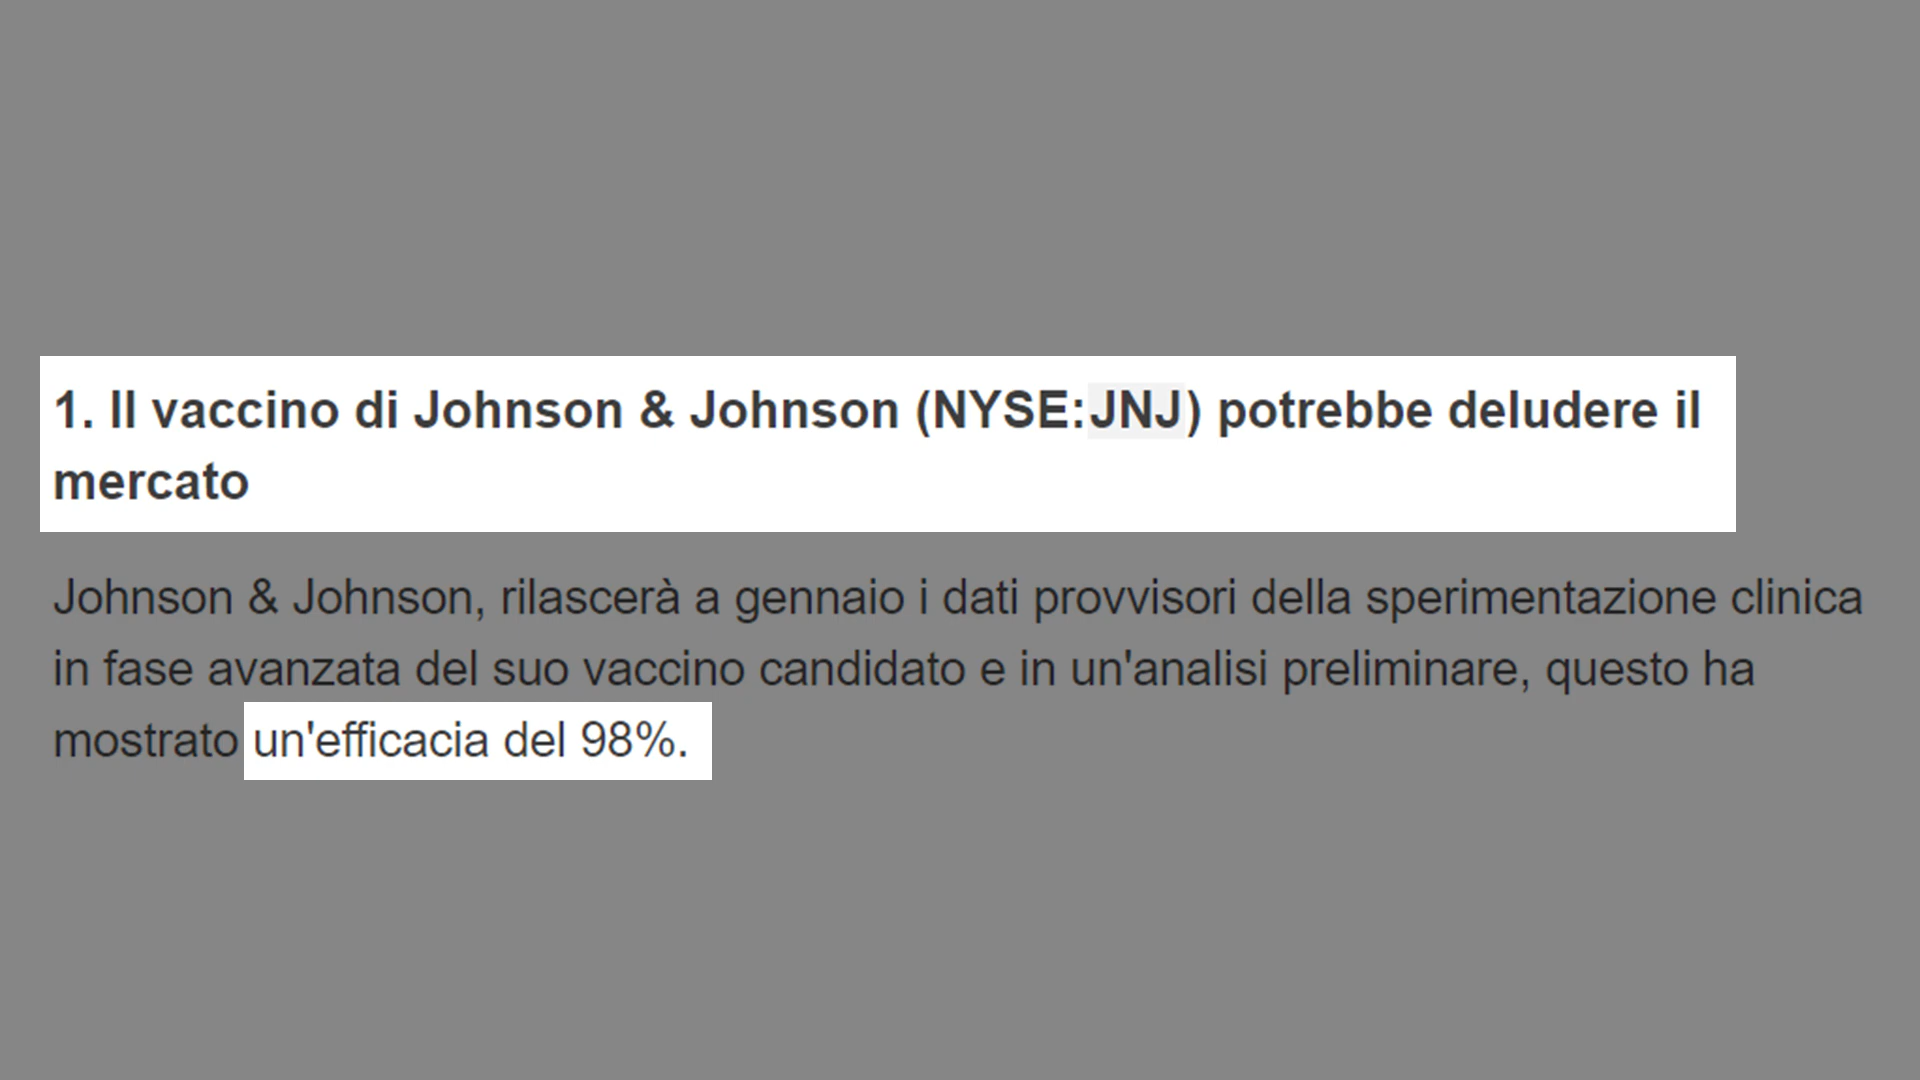 1. Il vaccino di Johnson & Johnson (NYSE:JNJ) potrebbe deludere il
mercato
Johnson & Johnson, rilascerà a gennaio i dati provvisori della sperimentazione clinica
in fase avanzata del suo vaccino candidato e in un'analisi preliminare, questo ha
mostrato un'efficacia del 98%.